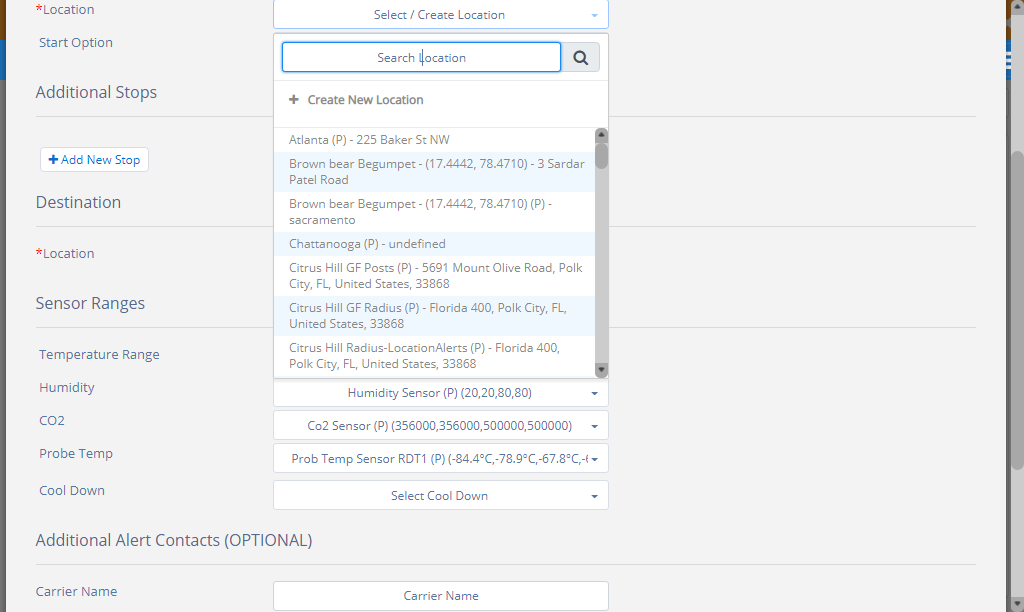 *Location
Select / Create Location
Start Option
Search Location
Create New Location
Additional Stops
Atlanta (P) - 225 Baker St NW
Brown bear Begumpet - (17.4442, 78.4710) - 3 Sardar
Patel Road
Add New Stop
Brown bear Begumpet - (17.4442, 78.4710) (P) -
sacramento
Destination
Chattanooga (P) - undefined
*Location
Citrus Hill GF Posts (P) - 5691 Mount Olive Road, Polk
City, FL, United States, 33868
Sensor Ranges
Citrus Hill GF Radius (P) - Florida 400, Polk City, FL,
United States, 33868
Citrus Hill Radius-LocationAlerts (P) - Florida 400,
Polk City, FL, United States, 33868
Temperature Range
Humidity
Humidity Sensor (P) (20,20,80,80)
CO2
Co2 Sensor (P) (356000,356000,500000,500000)
Probe Temp
Prob Temp Sensor RDT1 (P) (-84.4°C,-78.9°C,-67.8°C,-
Cool Down
Select Cool Down
Additional Alert Contacts (OPTIONAL)
Carrier Name
Carrier Name